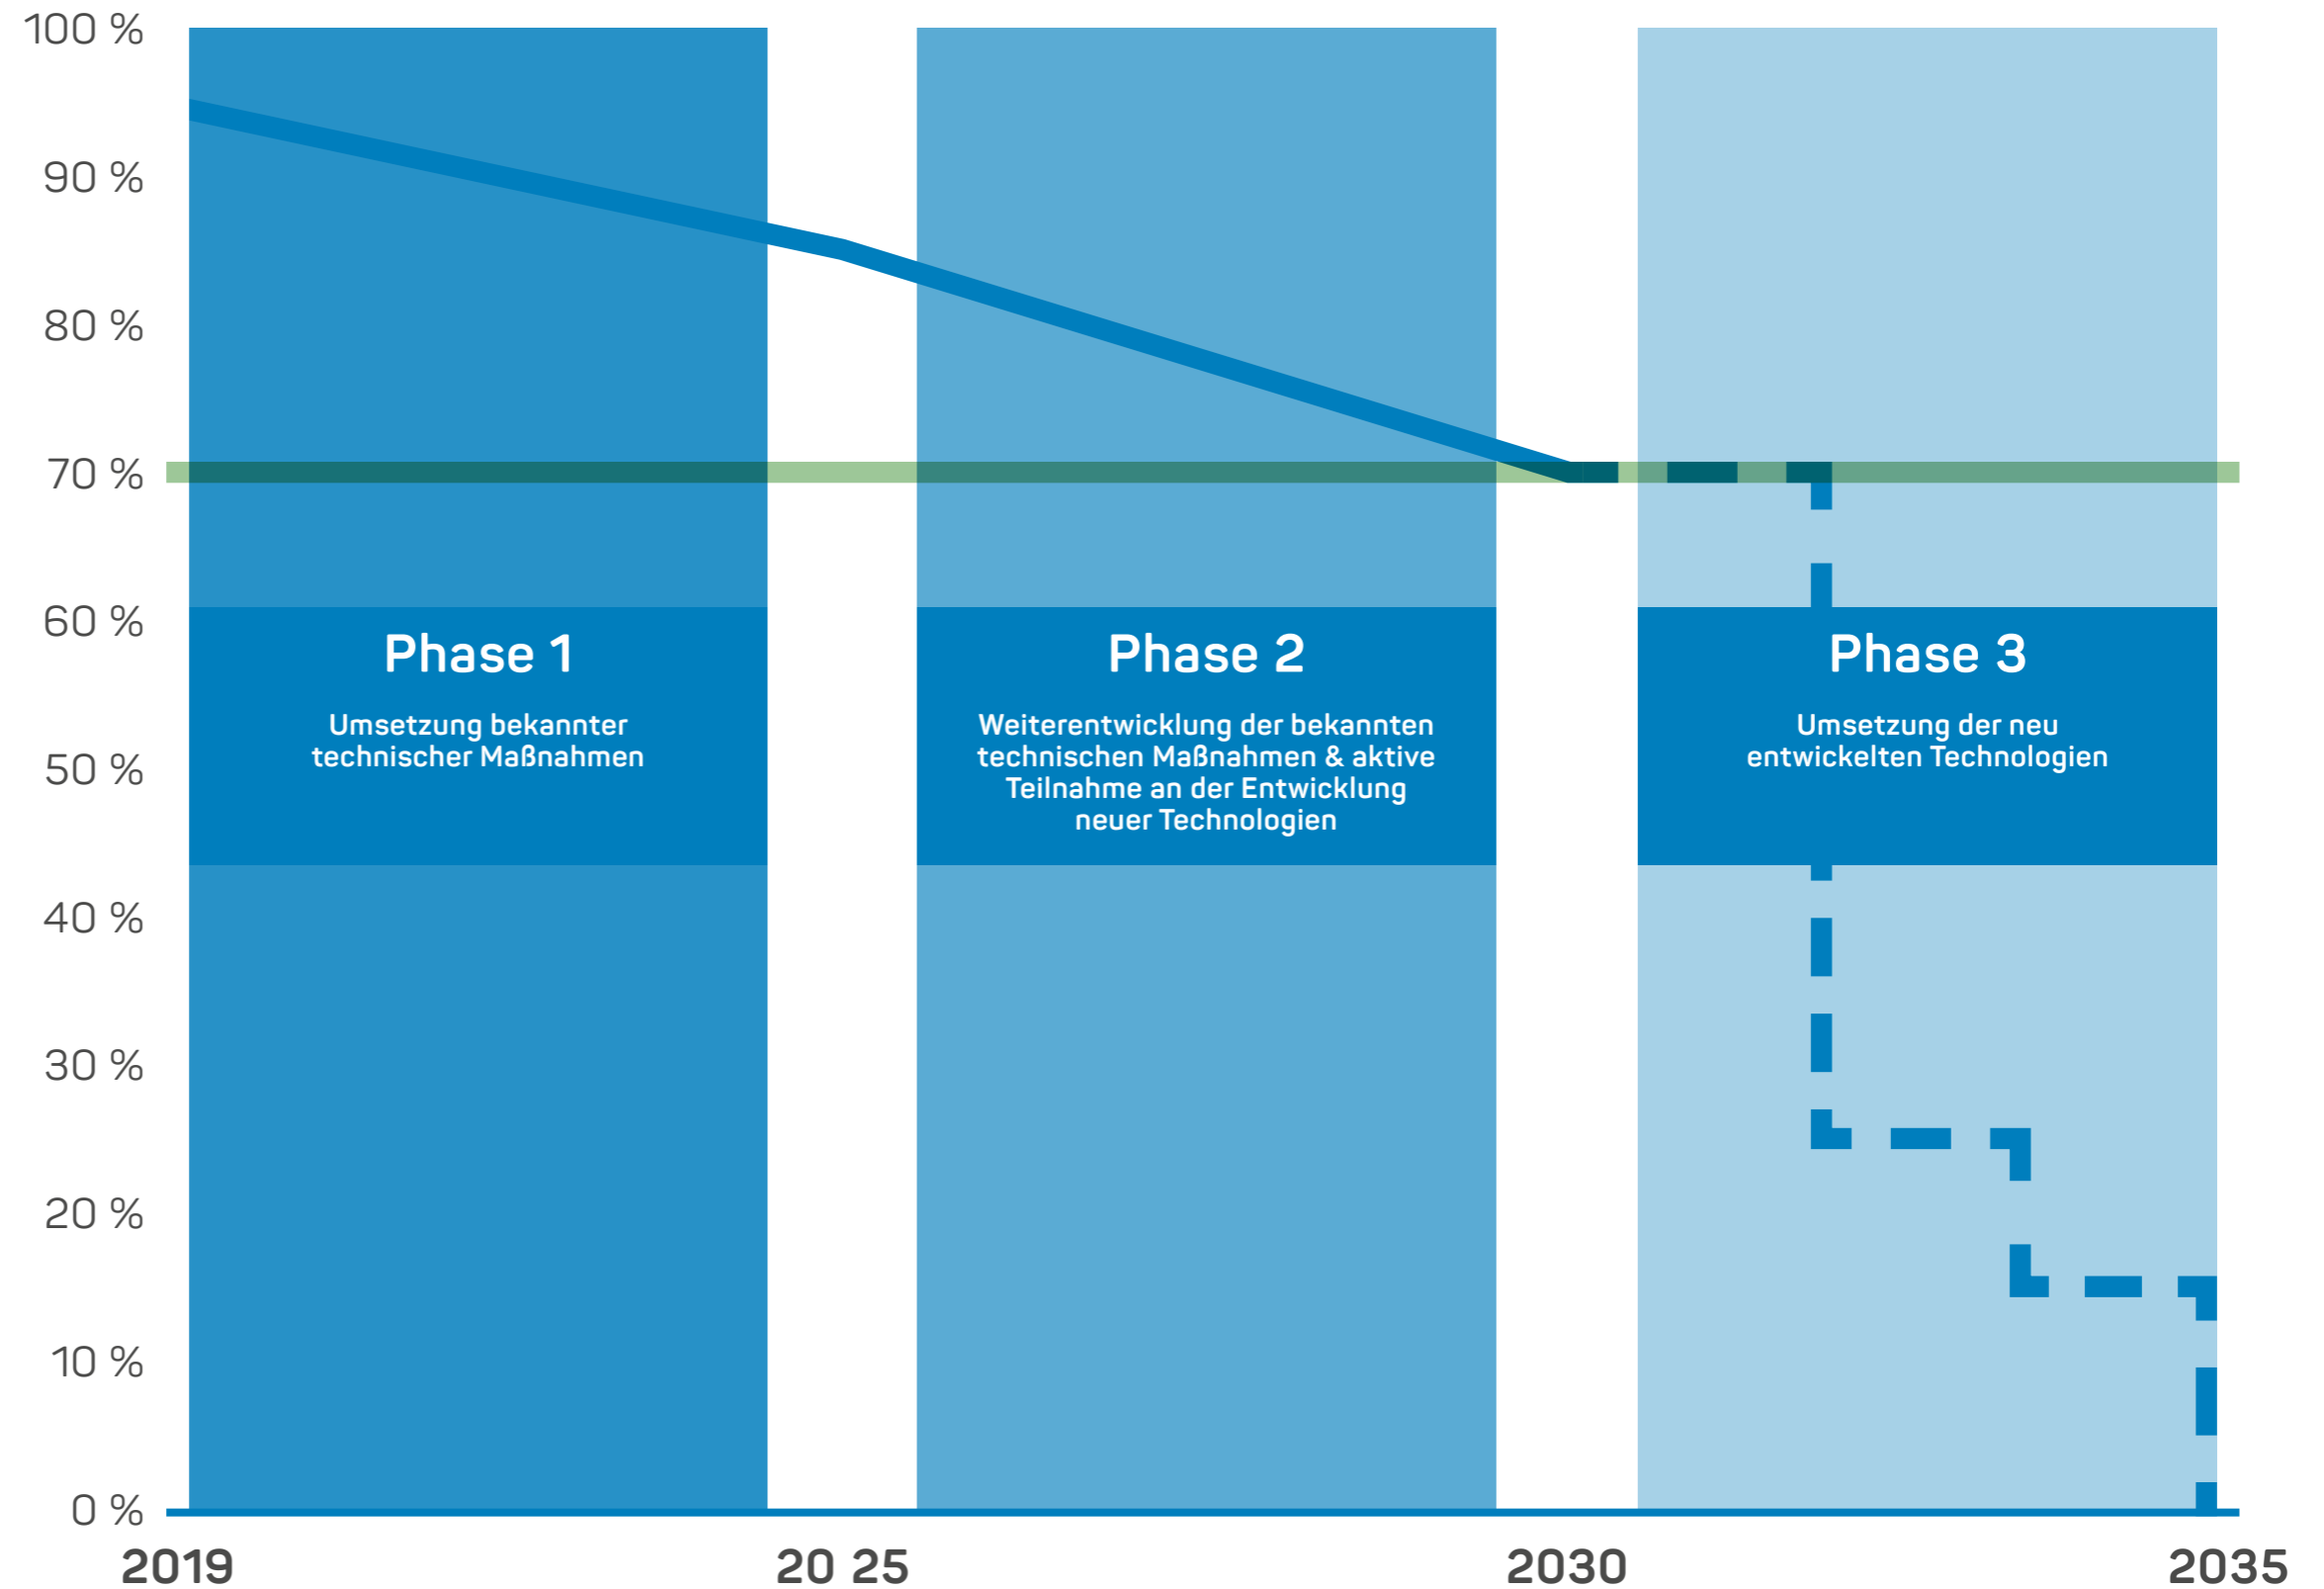 100 %
90 %
80 %
70 %
60 %
50 %
40 %
30 %
20 %
10 %
0 %
Phase 1
Umsetzung bekannter
technischer Maßnahmen
Phase 2
Weiterentwicklung der bekannten
technischen Maßnahmen & aktive
Teilnahme an der Entwicklung
neuer Technologien
Phase 3
Umsetzung der neu
entwickelten Technologien
2019
20 25
2030
2035